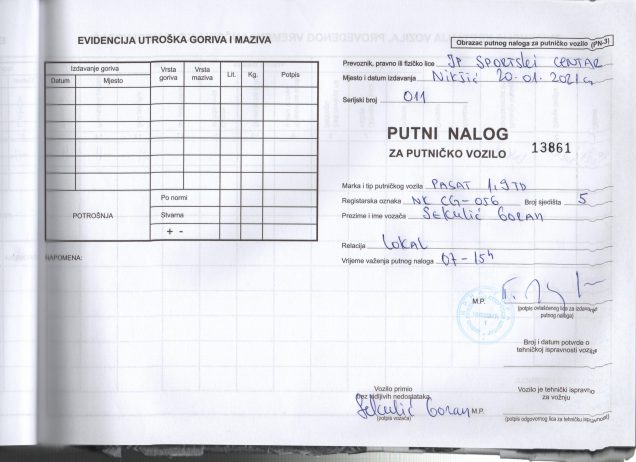 EVIDENCIJA UTROŠKA GORIVA I MAZIVA
Izdavanje goriva
Datum
Mjesto
Vrsta goriva
Vrsta maziva
Lit.
Kg.
Potpis
POTROŠNJA
Po normi
Stvarna
+ -
NAPOMENA:
Obrazac putnog naloga za putničko vozilo (PN-3)
Prevoznik, pravno ili fizičko lice JP SPORTSKI CENTAR
Mjesto i datum izdavanja Nikšić 20.01.2021 g
Serijski broj 011
PUTNI NALOG
ZA PUTNIČKO VOZILO
13861
Marka i tip putničkog vozila PASAT 1,9 TD
Registarska oznaka NK CG-056 Broj sjedišta 5
Prezime i ime vozača SEKULIĆ GORAN
Relacija LOKAL
Vrijeme važenja putnog naloga 07-15h
M.P.
(potpis ovlašćenog lica za izdavanje
putnog naloga)
Broj i datum potvrde o
tehničkoj ispravnosti vozila
Vozilo primio
bez vidljivih nedostataka
Sekulić Goran
(potpis vozača)
M.P.
Vozilo je tehnički ispravno
za vožnju
(potpis odgovornog lica za tehničku ispravnost)